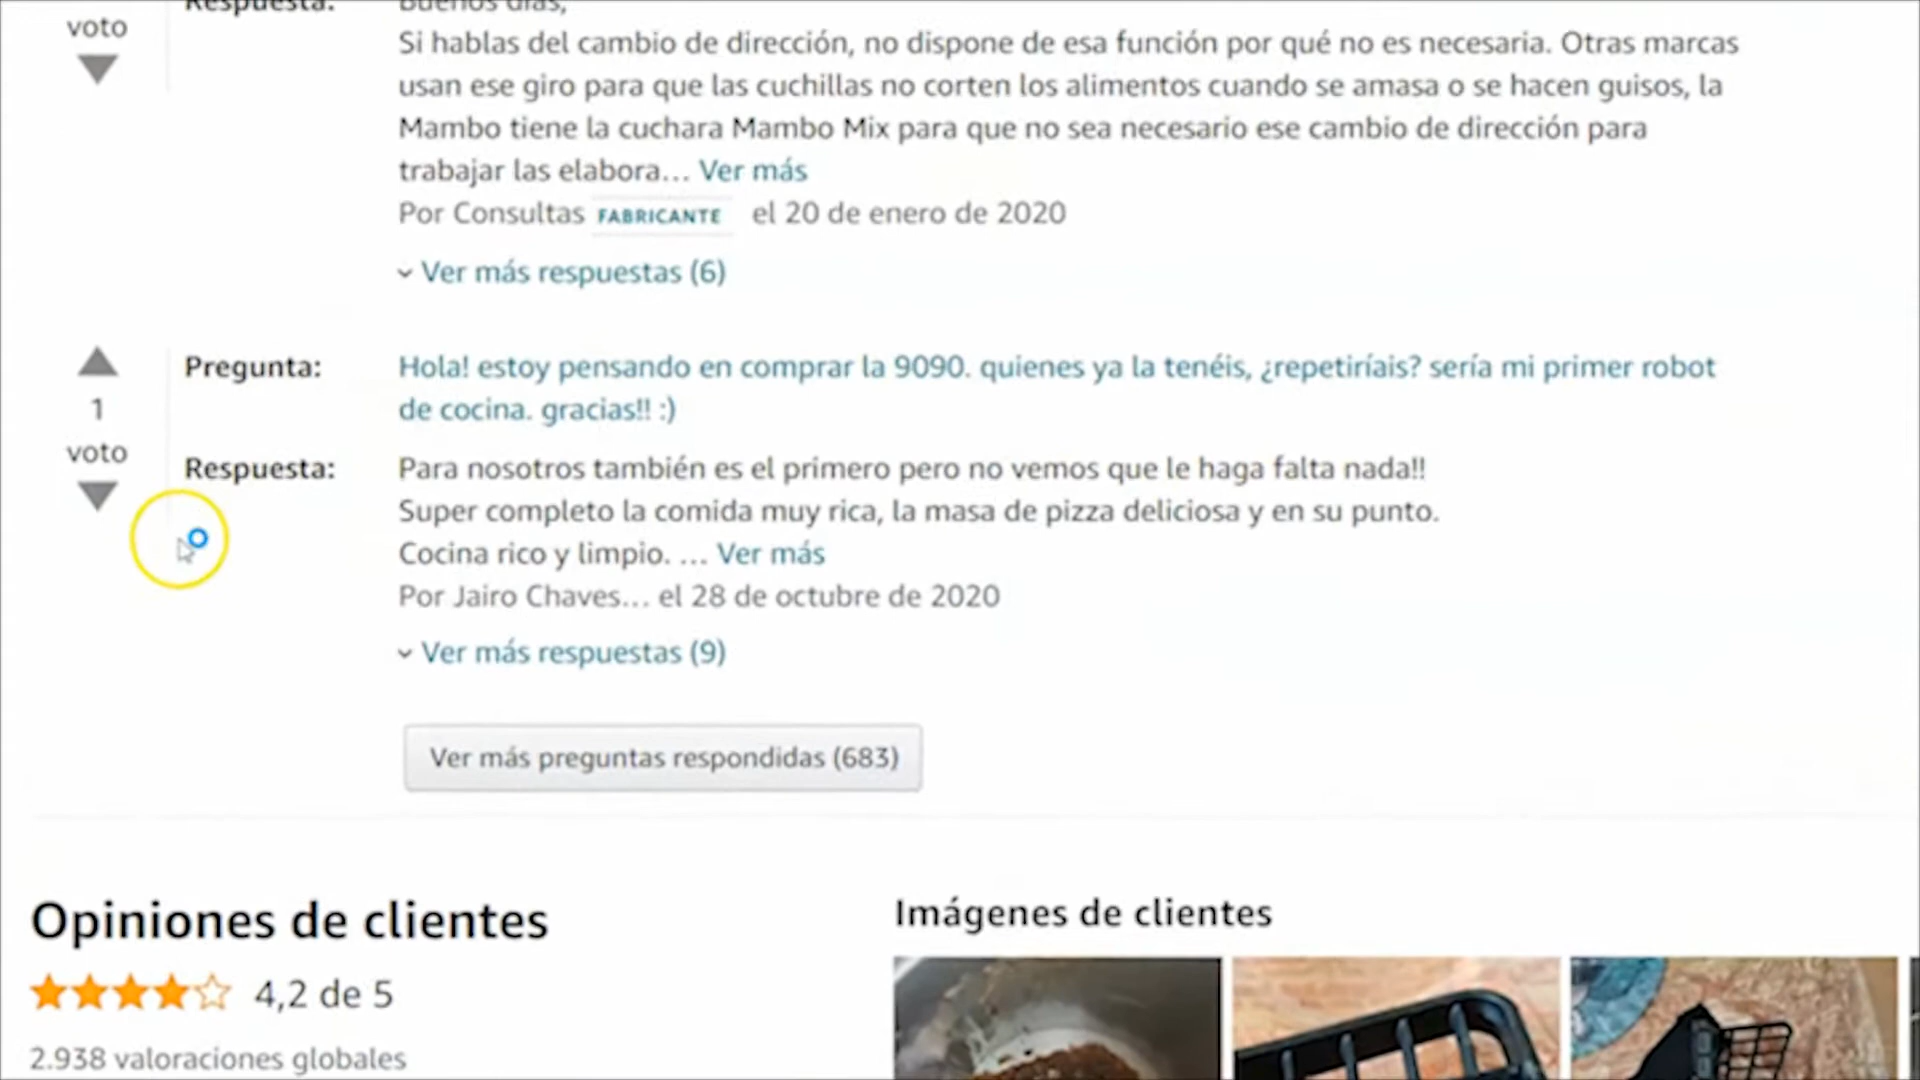 Respuesta:
Buenos días,
voto
Si hablas del cambio de dirección, no dispone de esa función por qué no es necesaria. Otras marcas
usan ese giro para que las cuchillas no corten los alimentos cuando se amasa o se hacen guisos, la
Mambo tiene la cuchara Mambo Mix para que no sea necesario ese cambio de dirección para
trabajar las elabora... Ver más
Por Consultas FABRICANTE el 20 de enero de 2020
Ver más respuestas (6)
1
voto
Pregunta:
Hola! estoy pensando en comprar la 9090. quienes ya la tenéis, ¿repetiríais? sería mi primer robot
de cocina. gracias!! :)
Respuesta:
Para nosotros también es el primero pero no vemos que le haga falta nada!!
Super completo la comida muy rica, la masa de pizza deliciosa y en su punto.
Cocina rico y limpio. ... Ver más
Por Jairo Chaves... el 28 de octubre de 2020
Ver más respuestas (9)
Ver más preguntas respondidas (683)
Opiniones de clientes
4,2 de 5
2.938 valoraciones globales
Imágenes de clientes